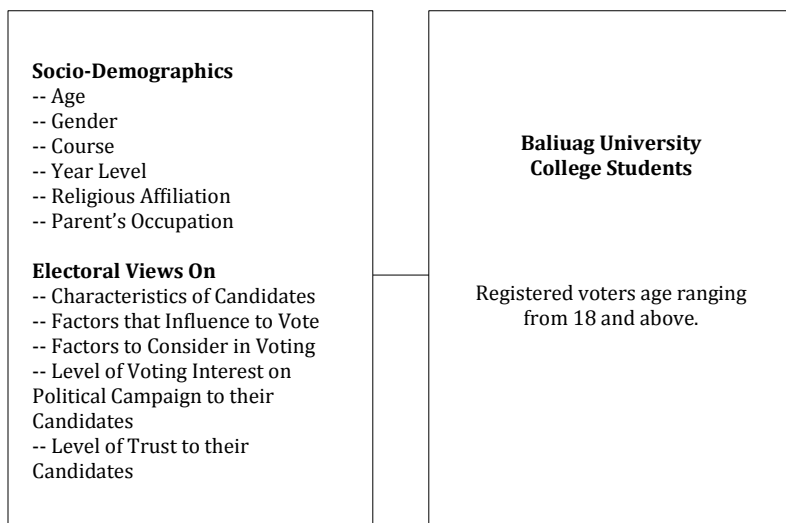 Socio-Demographics
-- Age
-- Gender
-- Course
-- Year Level
-- Religious Affiliation
-- Parent’s Occupation
Electoral Views On
-- Characteristics of Candidates
-- Factors that Influence to Vote
-- Factors to Consider in Voting
-- Level of Voting Interest on
Political Campaign to their
Candidates
-- Level of Trust to their
Candidates
Baliuag University
College Students
Registered voters age ranging
from 18 and above.